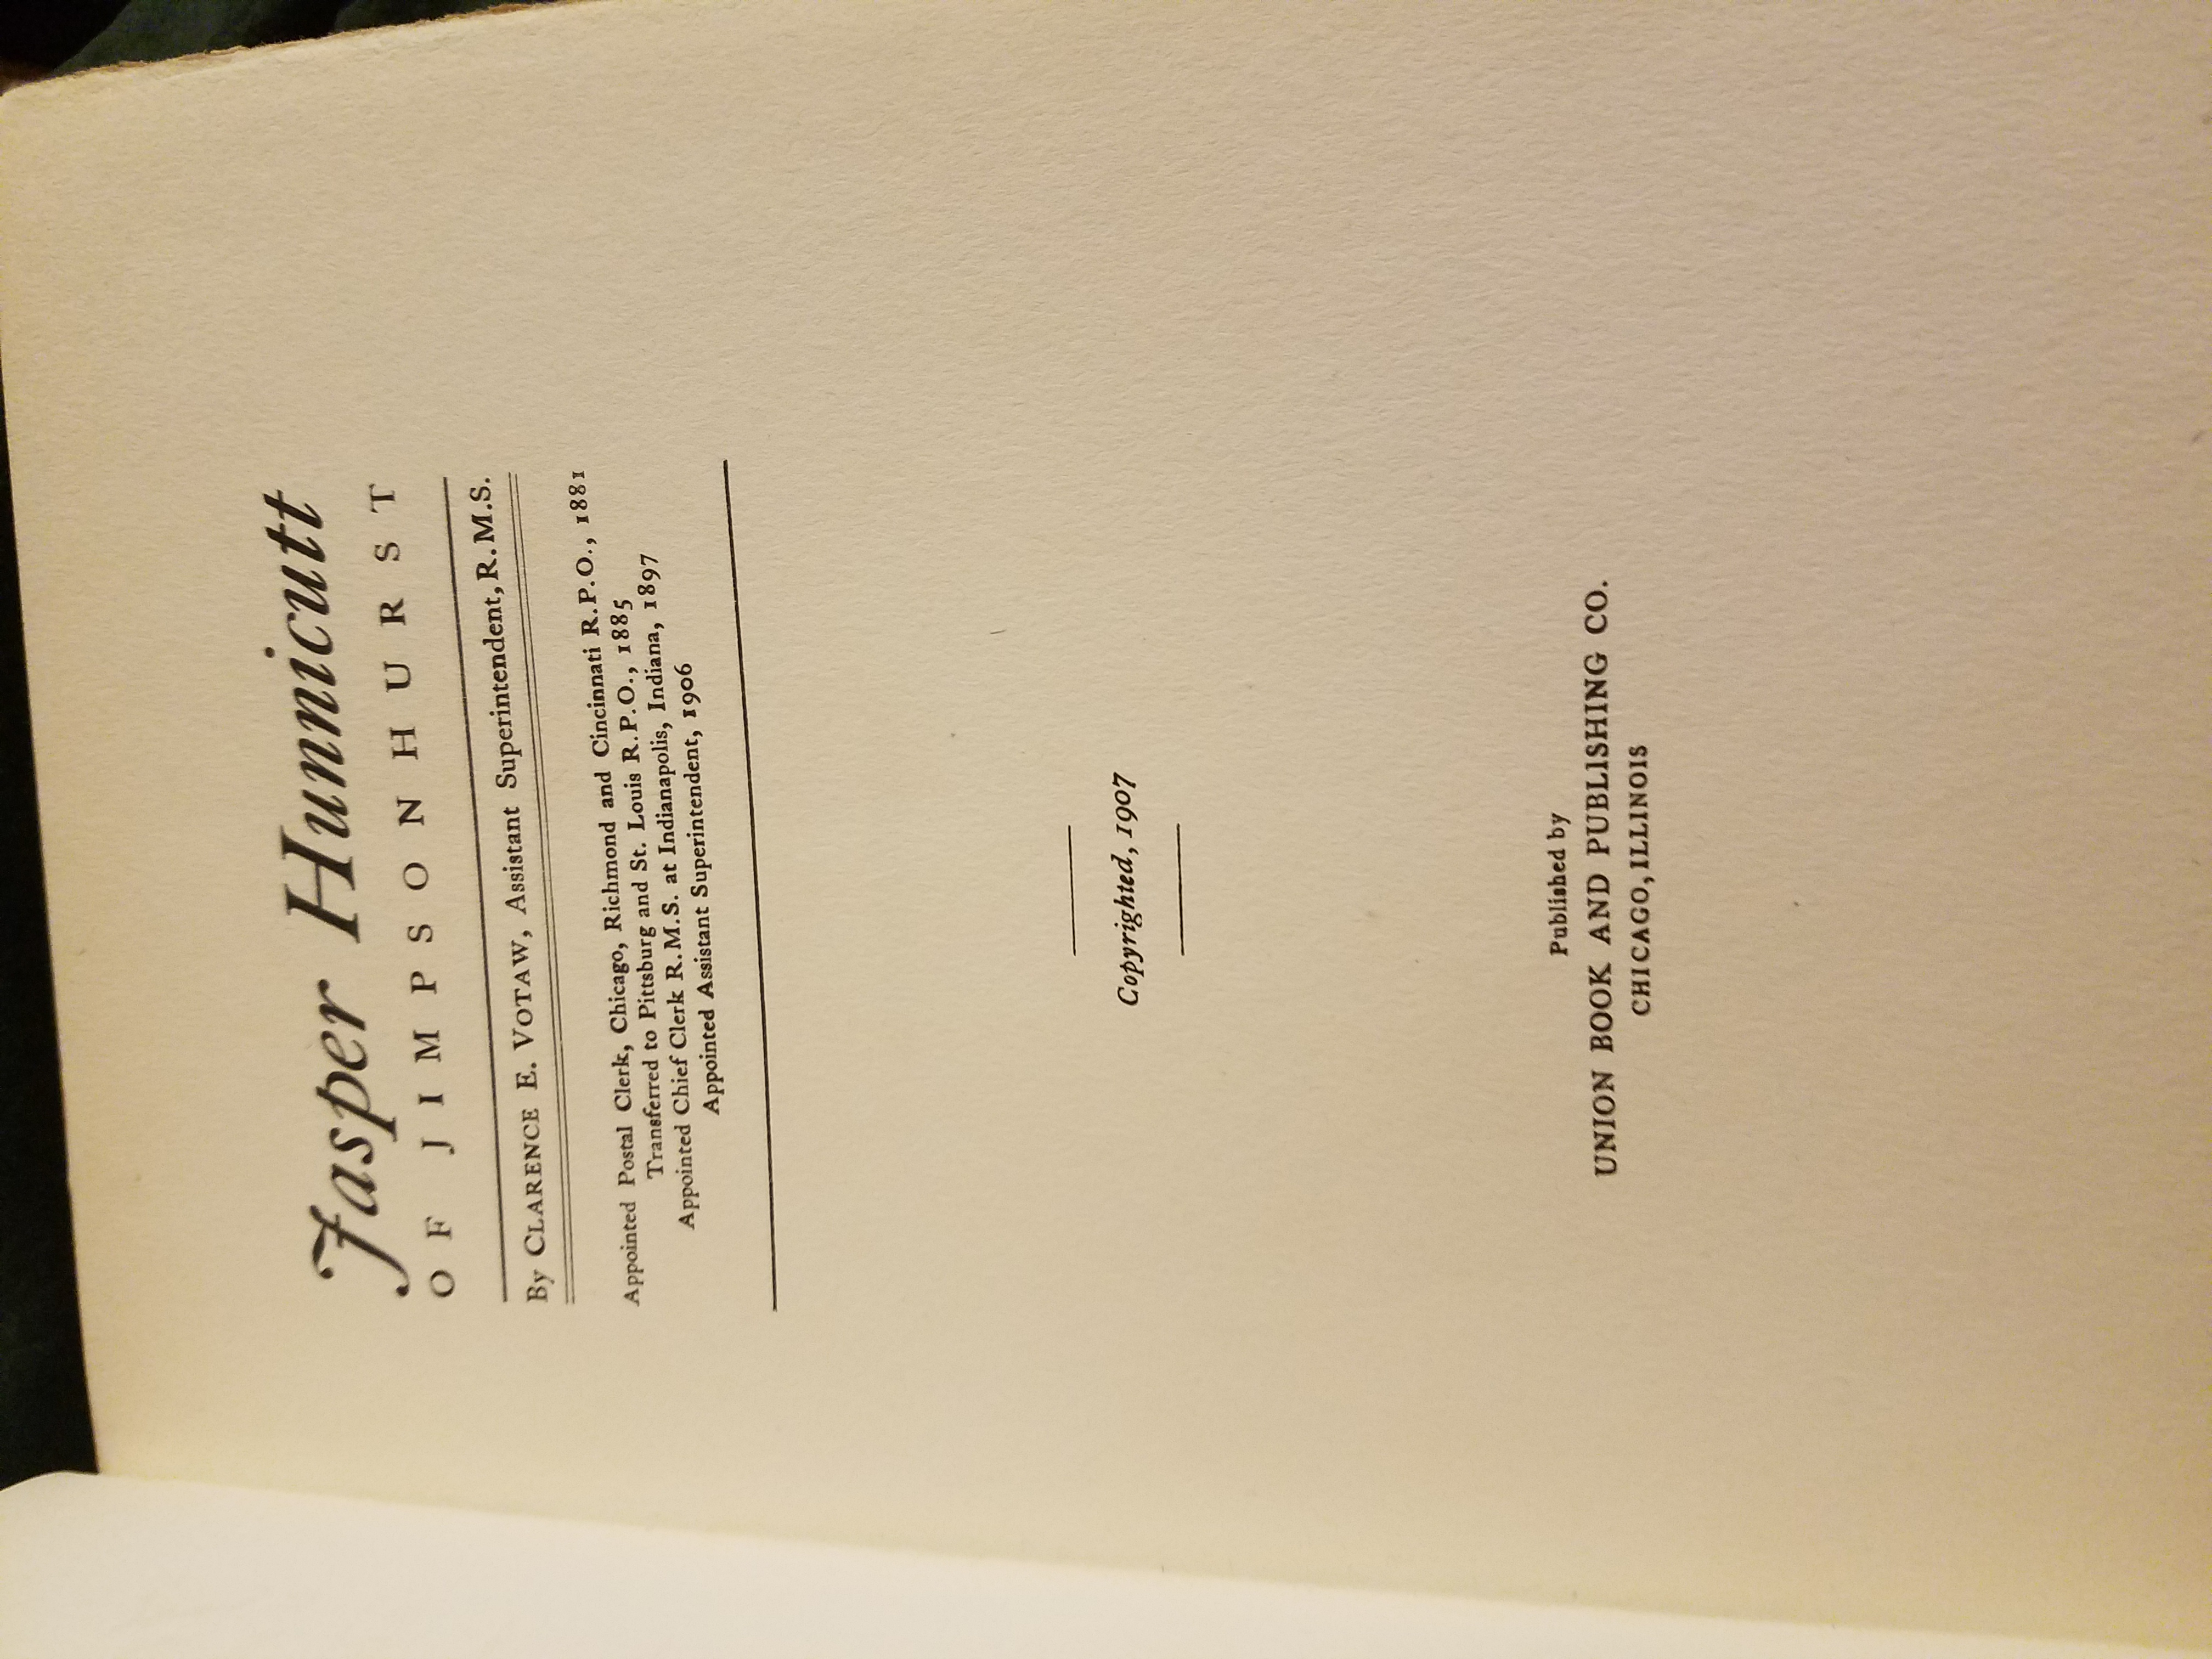 Jasper Hunnicutt
OF JIMPSONHURST
By CLARENCE E. VOTAW, Assistant Superintendent, R.M.S.
Appointed Postal Clerk, Chicago, Richmond and Cincinnati R.P.O., 1881
Transferred to Pittsburg and St. Louis R.P.O., 1885
Appointed Chief Clerk R.M.S. at Indianapolis, Indiana, 1897
Appointed Assistant Superintendent, 1906
Copyrighted, 1907
Published by
UNION BOOK AND PUBLISHING CO.
CHICAGO, ILLINOIS